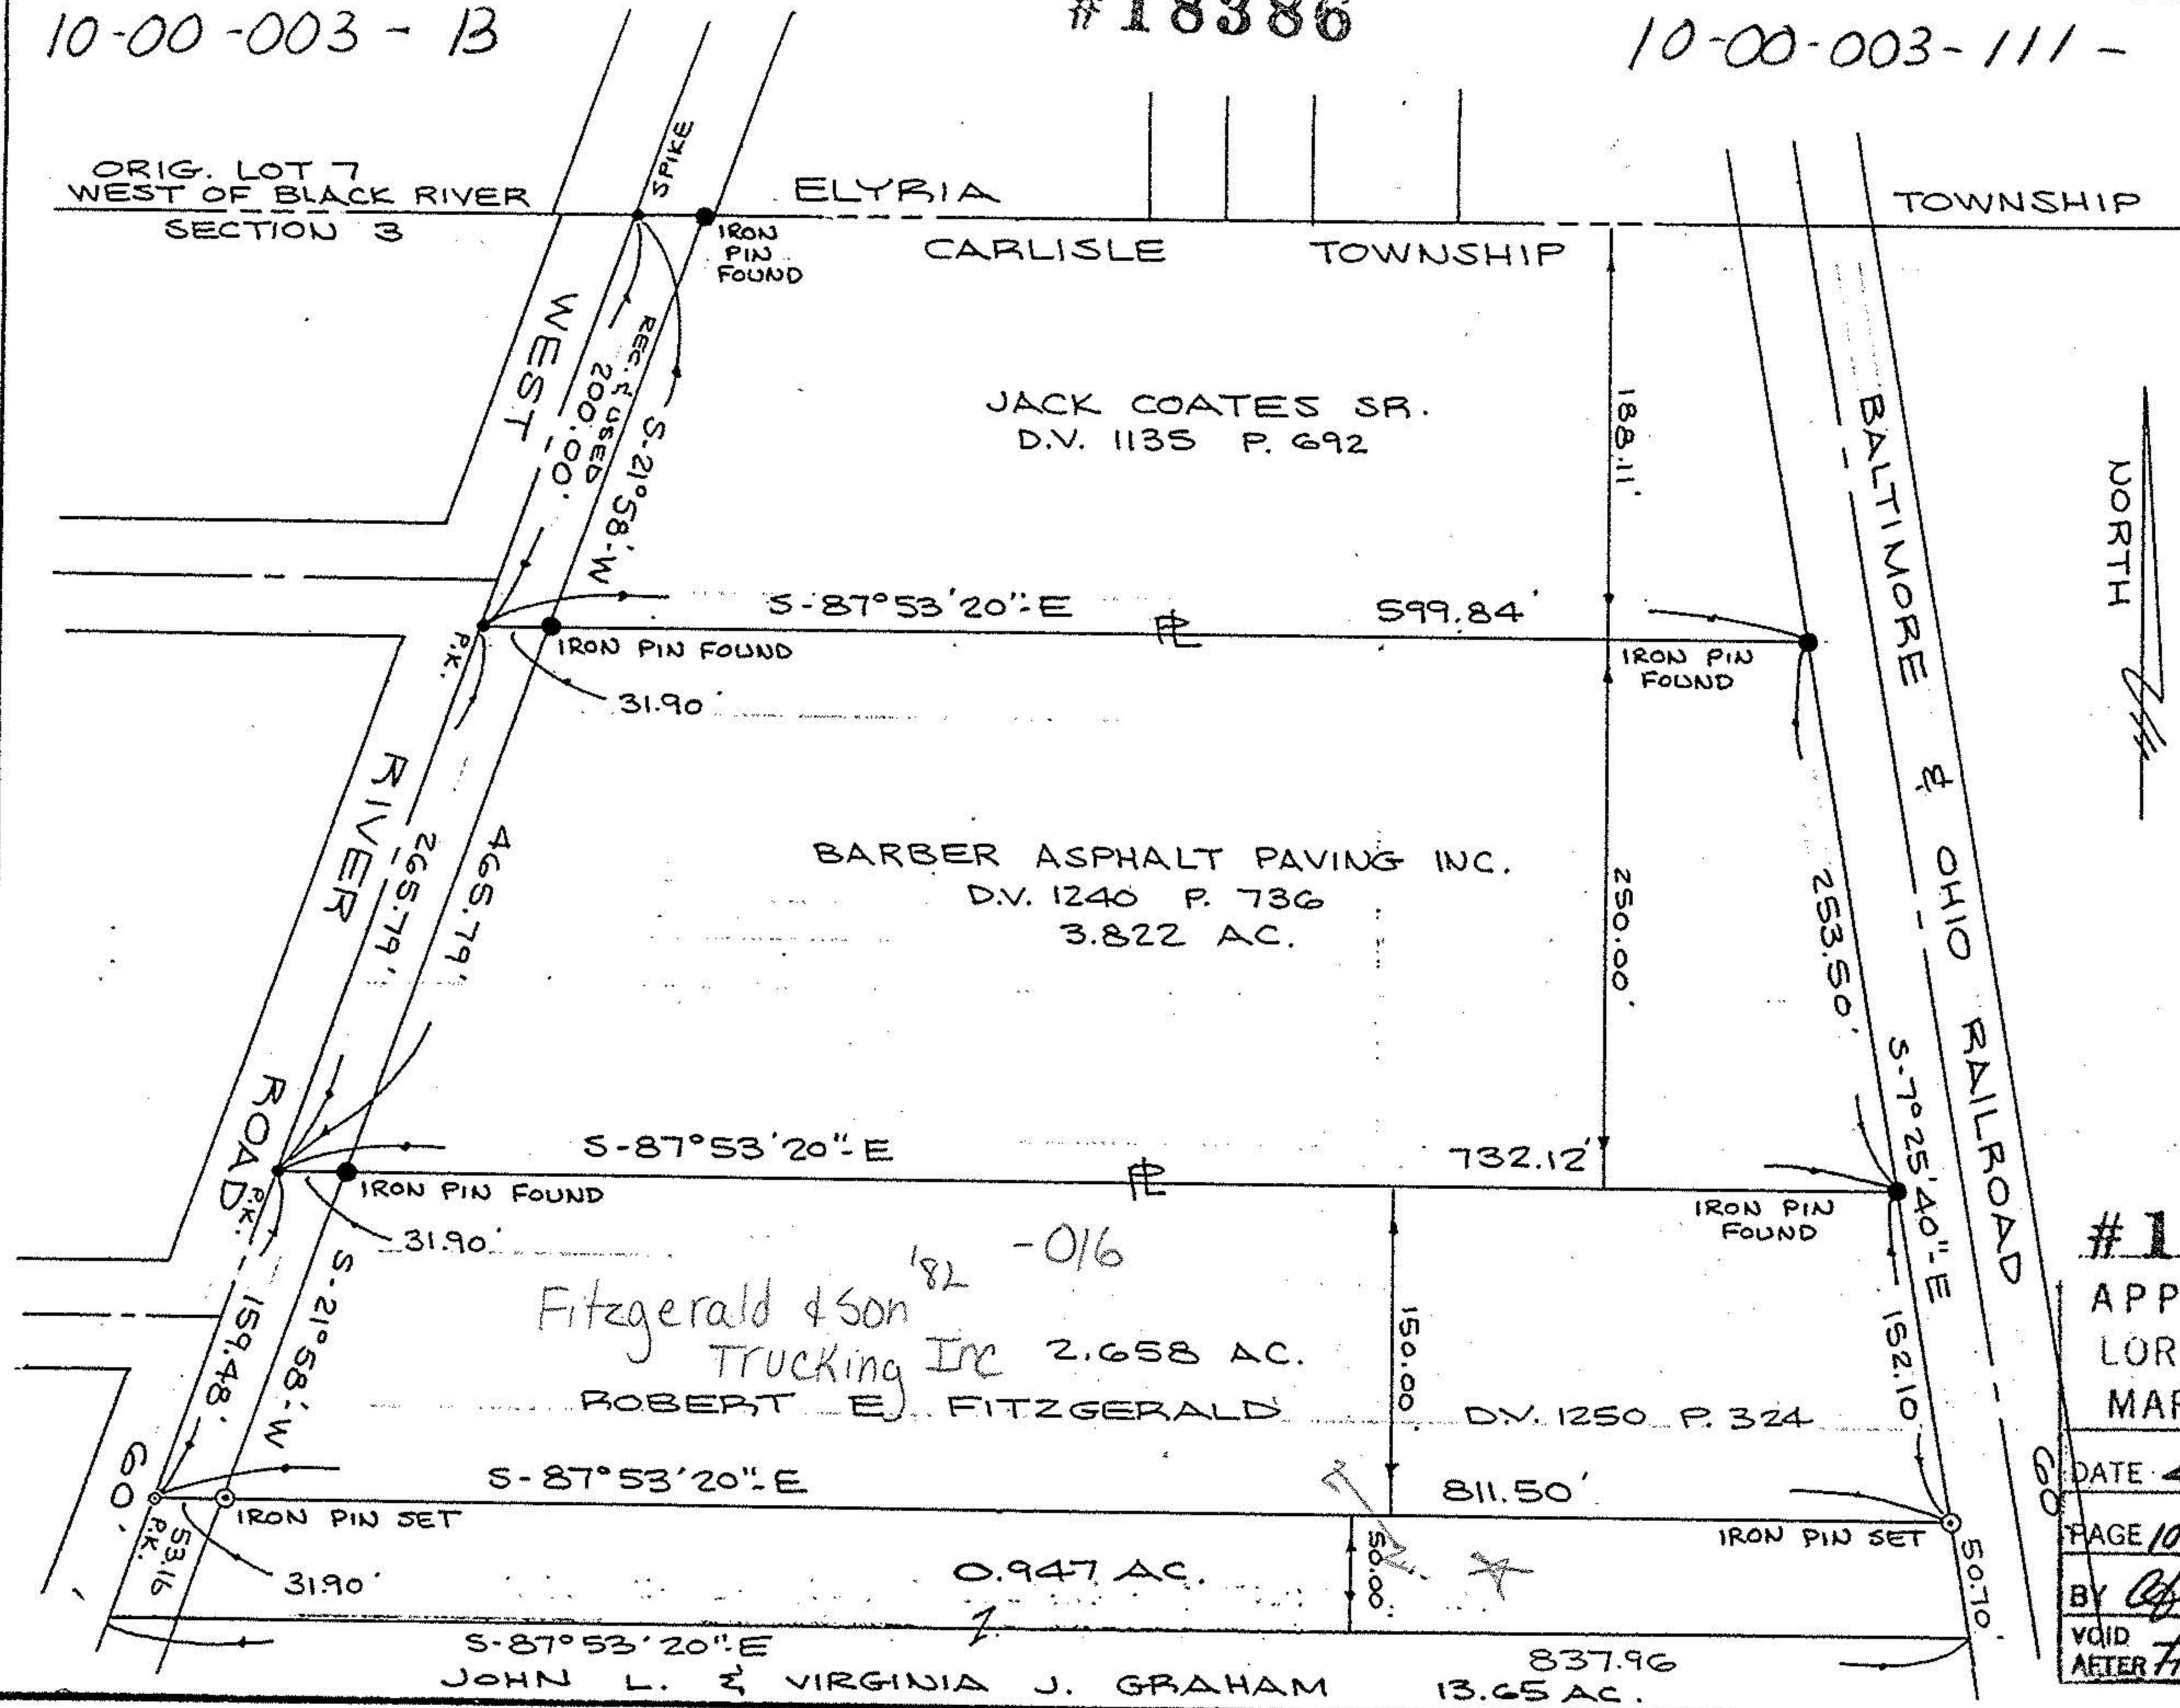 10-00-003-B
#18386
10-00-003-111-
ORIG. LOT 7
WEST OF BLACK RIVER
SECTION 3
SPIKE
ELYRIA
TOWNSHIP
IRON
PIN
FOUND
CARLISLE TOWNSHIP
WEST
REC. & USED
200.00'
S-21°58'-W
JACK COATES SR.
D.V. 1135 P. 692
188.11'
BALTIMORE & OHIO RAILROAD
NORTH
S-87°53'20"-E
PL
599.84'
P.K.
IRON PIN FOUND
IRON PIN
FOUND
31.90'
RIVER
265.79'
465.79'
BARBER ASPHALT PAVING INC.
D.V. 1240 P. 736
3.822 AC.
250.00'
253.50'
S-7°25'40"-E
ROAD
S-87°53'20"-E
PL
732.12'
P.K.
IRON PIN FOUND
IRON PIN
FOUND
31.90'
159.48'
S-21°58'-W
'82 -016
Fitzgerald & Son
Trucking Inc
2.658 AC.
ROBERT E. FITZGERALD
D.V. 1250 P. 324
150.00'
152.10'
#1
APP
LOR
MAP
DATE
PAGE 10
BY
VOID
AFTER
60'
60
S-87°53'20"-E
811.50'
P.K.
IRON PIN SET
IRON PIN SET
53.16
31.90'
0.947 AC.
50.00'
50.70'
S-87°53'20"-E
837.96
JOHN L. & VIRGINIA J. GRAHAM
13.65 AC.